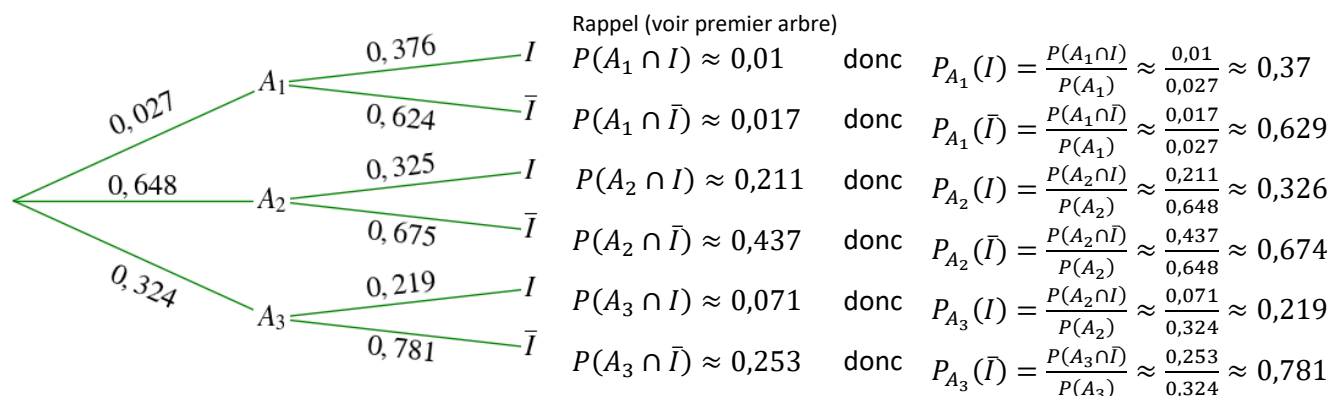 Rappel (voir premier arbre)
0,376 I
P(A₁ ∩ I) ≈ 0,01 donc P_{A₁}(I) = P(A₁∩I)/P(A₁) ≈ 0,01/0,027 ≈ 0,37
A₁
0,027
0,624 Ī
P(A₁ ∩ Ī) ≈ 0,017 donc P_{A₁}(Ī) = P(A₁∩Ī)/P(A₁) ≈ 0,017/0,027 ≈ 0,629
0,325 I
P(A₂ ∩ I) ≈ 0,211 donc P_{A₂}(I) = P(A₂∩I)/P(A₂) ≈ 0,211/0,648 ≈ 0,326
0,648 A₂
0,675 Ī
P(A₂ ∩ Ī) ≈ 0,437 donc P_{A₂}(Ī) = P(A₂∩Ī)/P(A₂) ≈ 0,437/0,648 ≈ 0,674
0,324
0,219 I
P(A₃ ∩ I) ≈ 0,071 donc P_{A₃}(I) = P(A₂∩I)/P(A₂) ≈ 0,071/0,324 ≈ 0,219
A₃
0,781 Ī
P(A₃ ∩ Ī) ≈ 0,253 donc P_{A₃}(Ī) = P(A₃∩Ī)/P(A₃) ≈ 0,253/0,324 ≈ 0,781